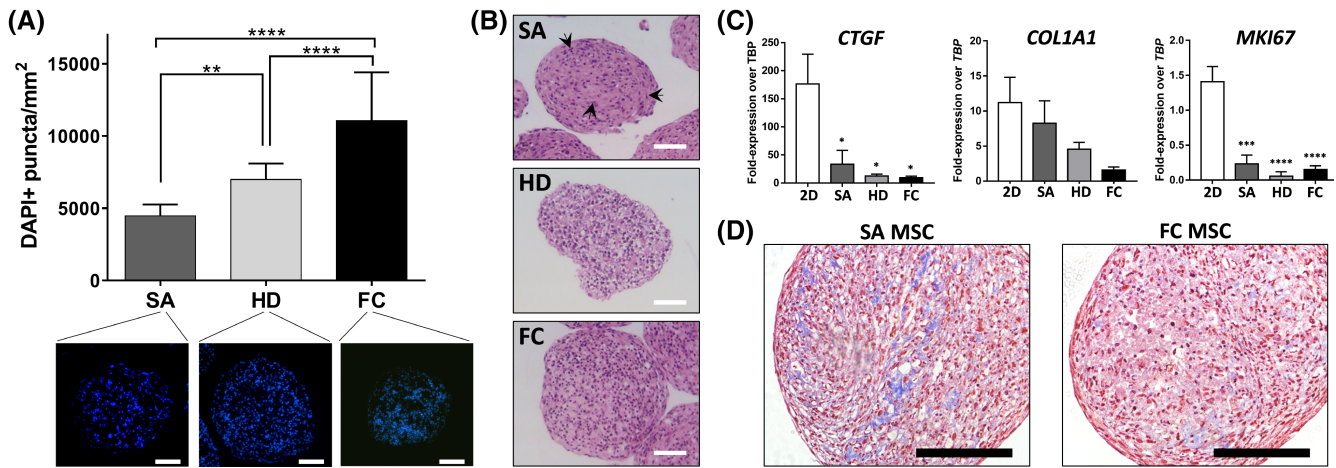 (A)
DAPI+ puncta/mm²
15000
10000
5000
0
****
****
**
SA
HD
FC
(B)
SA
HD
FC
(C)
CTGF
Fold-expression over TBP
250
200
150
100
50
0
*
*
*
2D
SA
HD
FC
COL1A1
Fold-expression over TBP
20
15
10
5
0
2D
SA
HD
FC
MKI67
Fold-expression over TBP
2.0
1.5
1.0
0.5
0.0
***
****
****
2D
SA
HD
FC
(D)
SA MSC
FC MSC